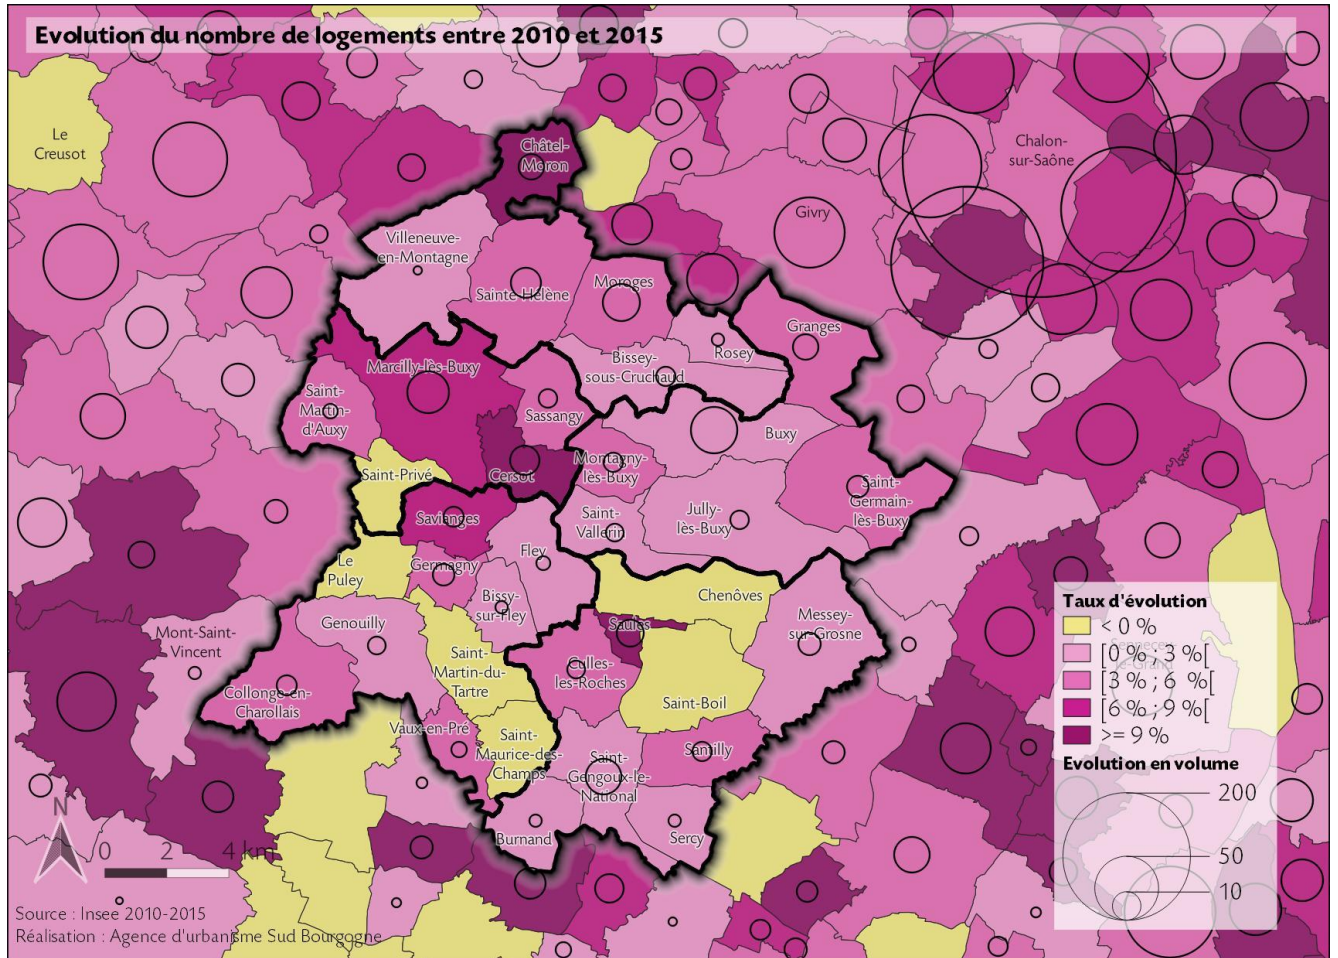 Evolution du nombre de logements entre 2010 et 2015
Le
Creusot
Châtel-
Moron
Chalon-
sur-Saône
Givry
Villeneuve-
en-Montagne
Sainte-Hélène
Moroges
Granges
Rosey
Bissey-
sous-Cruchaud
Marcilly-lès-Buxy
Saint-
Martin-
d'Auxy
Sassangy
Buxy
Saint-Privé
Cersot
Montagny-
lès-Buxy
Saint-
Germain-
lès-Buxy
Savianges
Saint-
Vallerin
Jully-
lès-Buxy
Fley
Le
Puley
Germagny
Bissy-
sur-Fley
Chenôves
Messey-
sur-Grosne
Genouilly
Saules
Mont-Saint-
Vincent
Saint-
Martin-du-
Tartre
Culles-
les-Roches
Collonge-en-
Charollais
Saint-Boil
Vaux-en-Pré
Saint-
Maurice-des-
Champs
Saint-
Gengoux-le-
National
Santilly
Burnand
Sercy
Taux d'évolution
< 0 %
[0 % ; 3 %[
[3 % ; 6 %[
[6 % ; 9 %[
>= 9 %
Evolution en volume
200
50
10
N
0 2 4 km
Source : Insee 2010-2015
Réalisation : Agence d'urbanisme Sud Bourgogne